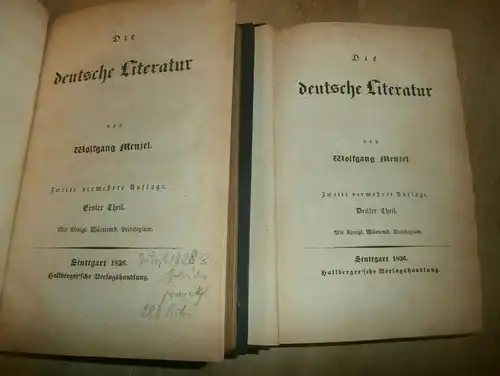 Die
deutsche Literatur
von
Wolfgang Menzel.
Zweite vermehrte Auflage.
Erster Theil.
Mit Königl. Württemb. Privilegium.
Stuttgart 1836.
Hallberger'sche Verlagshandlung.
1828
Die
deutsche Literatur
von
Wolfgang Menzel.
Zweite vermehrte Auflage.
Dritter Theil.
Mit Königl. Württemb. Privilegium.
Stuttgart 1836.
Hallberger'sche Verlagshandlung.